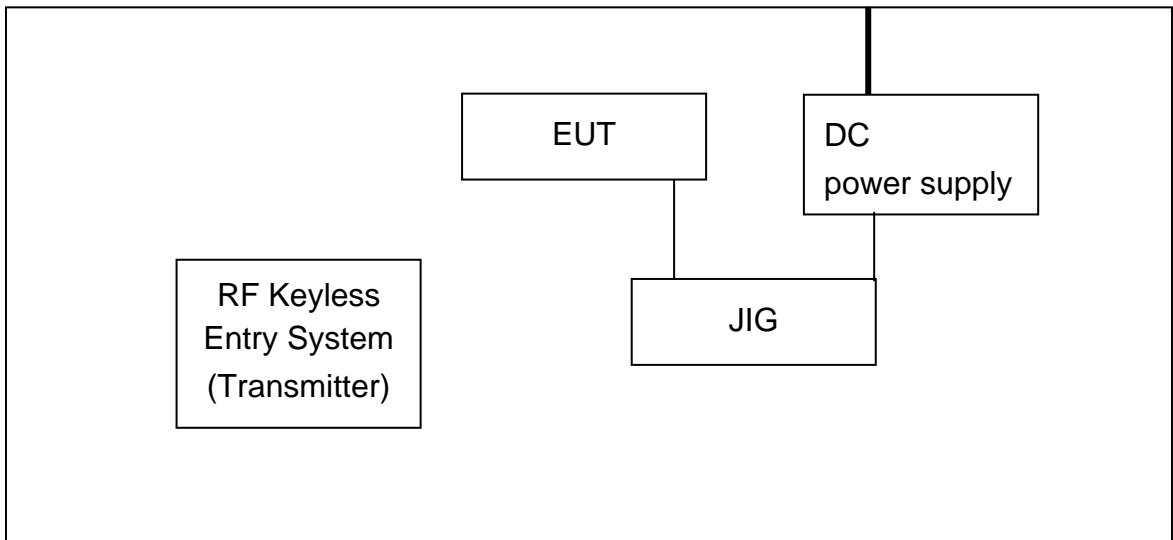 EUT
DC
power supply
RF Keyless
Entry System
(Transmitter)
JIG